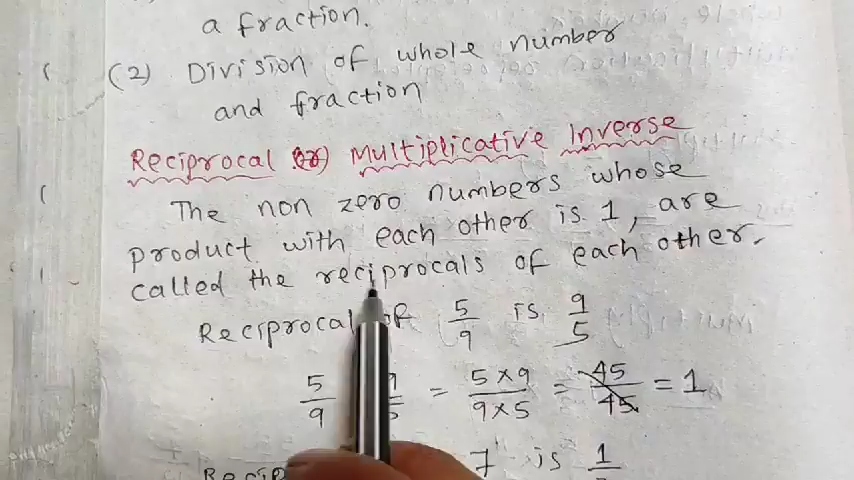 a fraction.
(2) Division of whole number
and fraction
Reciprocal (or) Multiplicative Inverse
The non zero numbers whose
product with each other is 1, are
called the reciprocals of each other.
Reciprocal of 5/9 is 9/5
5/9 = 5×9/9×5 = 45/45 = 1
7 is 1